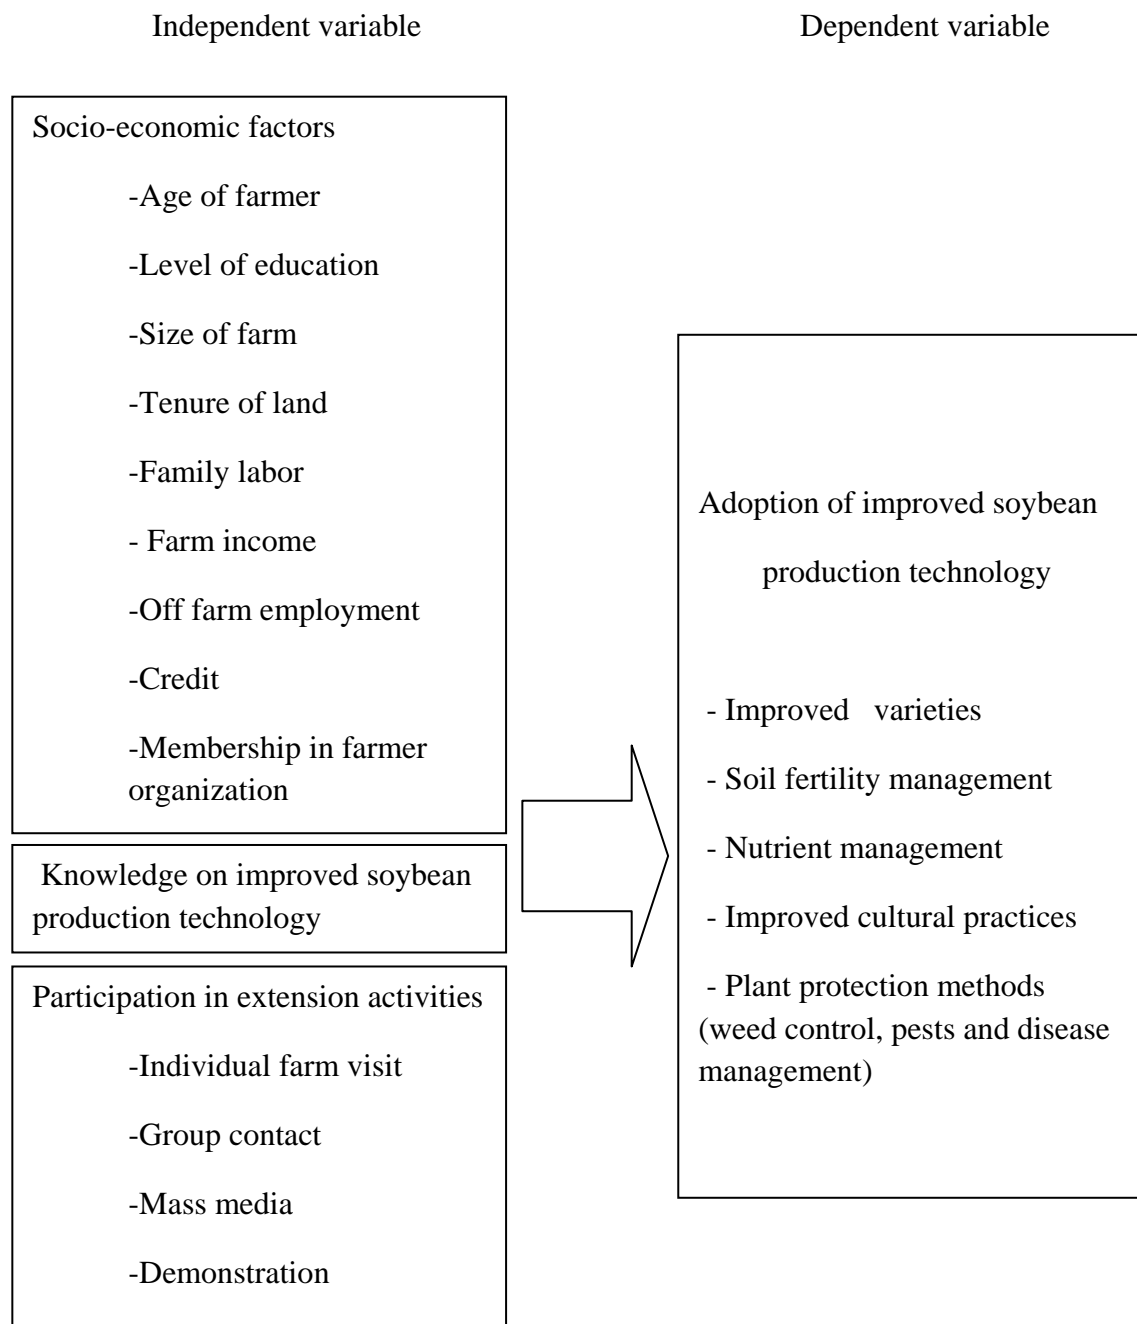 Independent variable
Dependent variable
Socio-economic factors
-Age of farmer
-Level of education
-Size of farm
-Tenure of land
-Family labor
- Farm income
-Off farm employment
-Credit
-Membership in farmer
organization
Knowledge on improved soybean
production technology
Participation in extension activities
-Individual farm visit
-Group contact
-Mass media
-Demonstration
Adoption of improved soybean
production technology
- Improved varieties
- Soil fertility management
- Nutrient management
- Improved cultural practices
- Plant protection methods
(weed control, pests and disease
management)